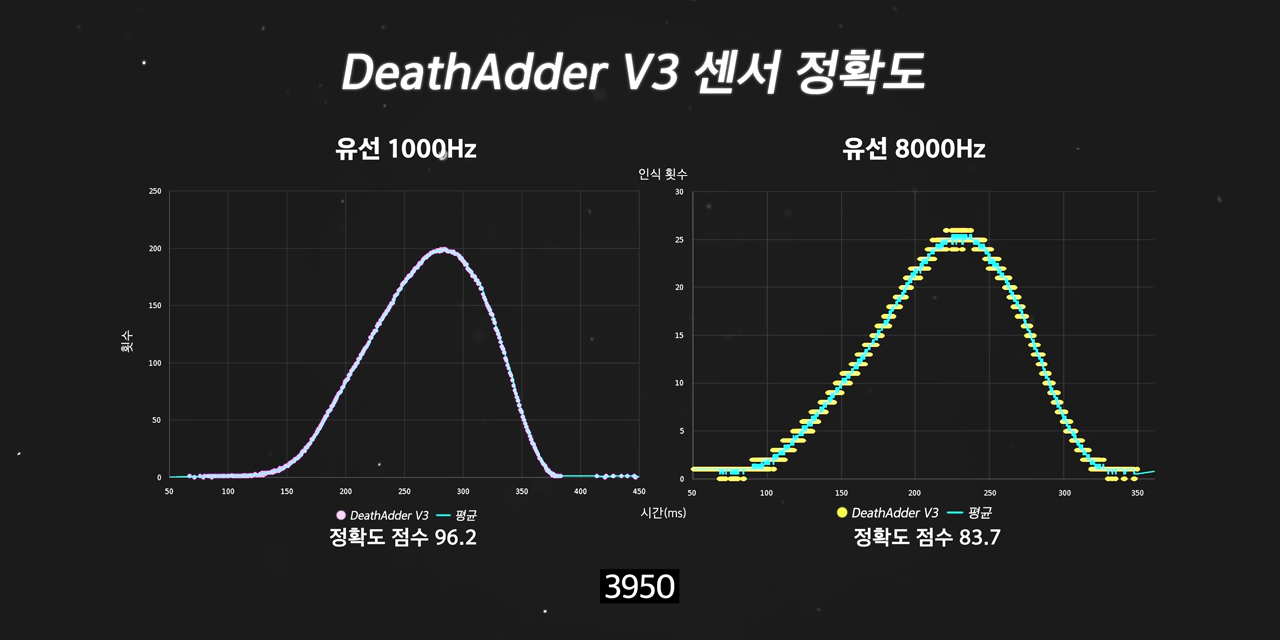 DeathAdder V3 센서 정확도
유선 1000Hz
유선 8000Hz
인식 횟수
250
200
150
100
50
0
횟수
50 100 150 200 250 300 350 400 450
30
25
20
15
10
5
0
50 100 150 200 250 300 350
시간(ms)
DeathAdder V3 평균
DeathAdder V3 평균
정확도 점수 96.2
정확도 점수 83.7
3950